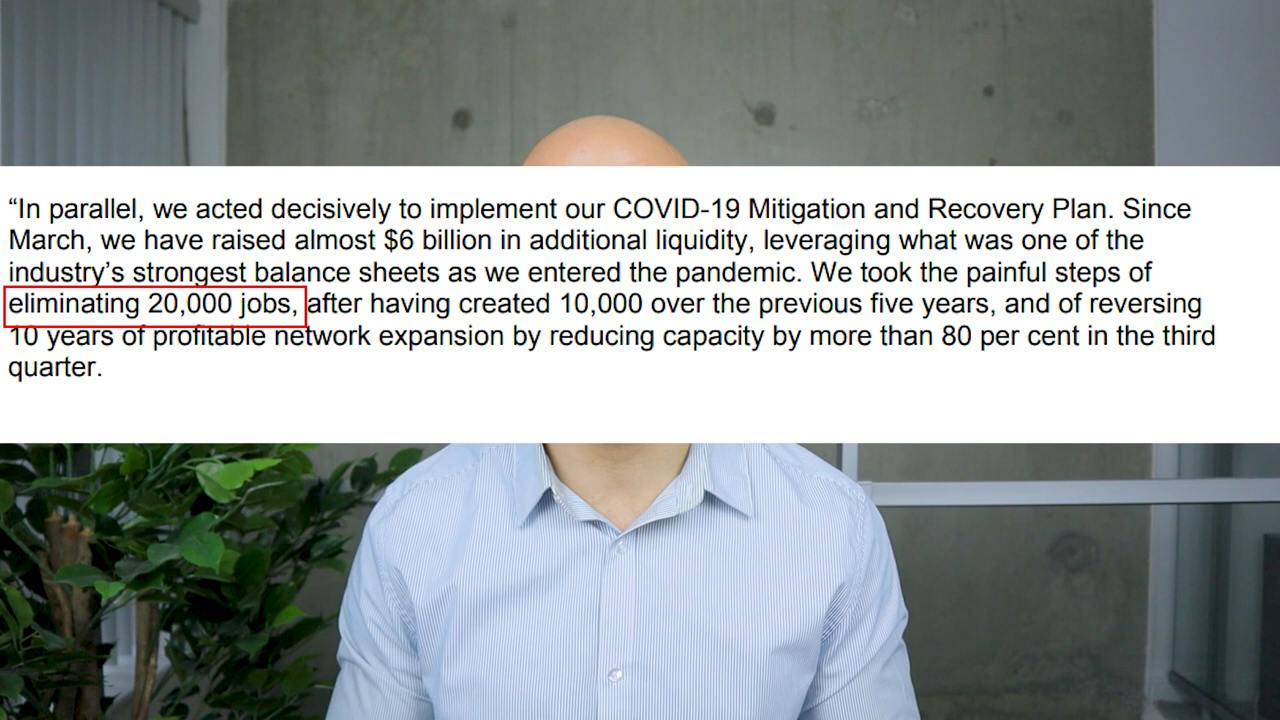 “In parallel, we acted decisively to implement our COVID-19 Mitigation and Recovery Plan. Since
March, we have raised almost $6 billion in additional liquidity, leveraging what was one of the
industry’s strongest balance sheets as we entered the pandemic. We took the painful steps of
eliminating 20,000 jobs, after having created 10,000 over the previous five years, and of reversing
10 years of profitable network expansion by reducing capacity by more than 80 per cent in the third
quarter.